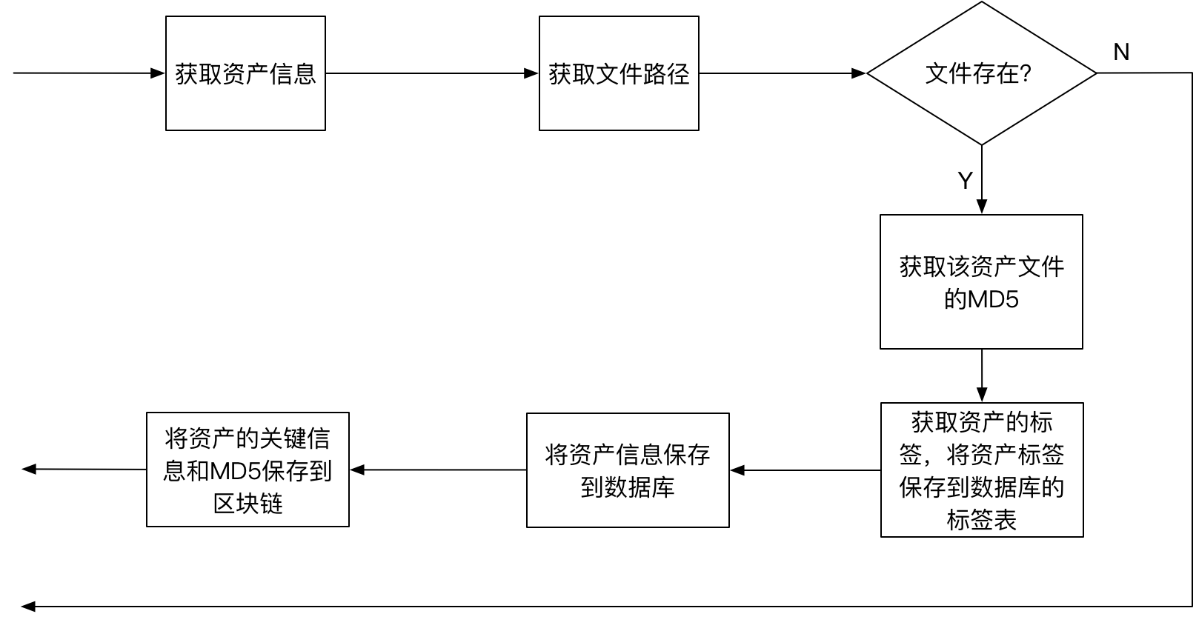 获取资产信息
获取文件路径
文件存在?
N
Y
获取该资产文件
的MD5
获取资产的标
签，将资产标签
保存到数据库的
标签表
将资产信息保存
到数据库
将资产的关键信
息和MD5保存到
区块链